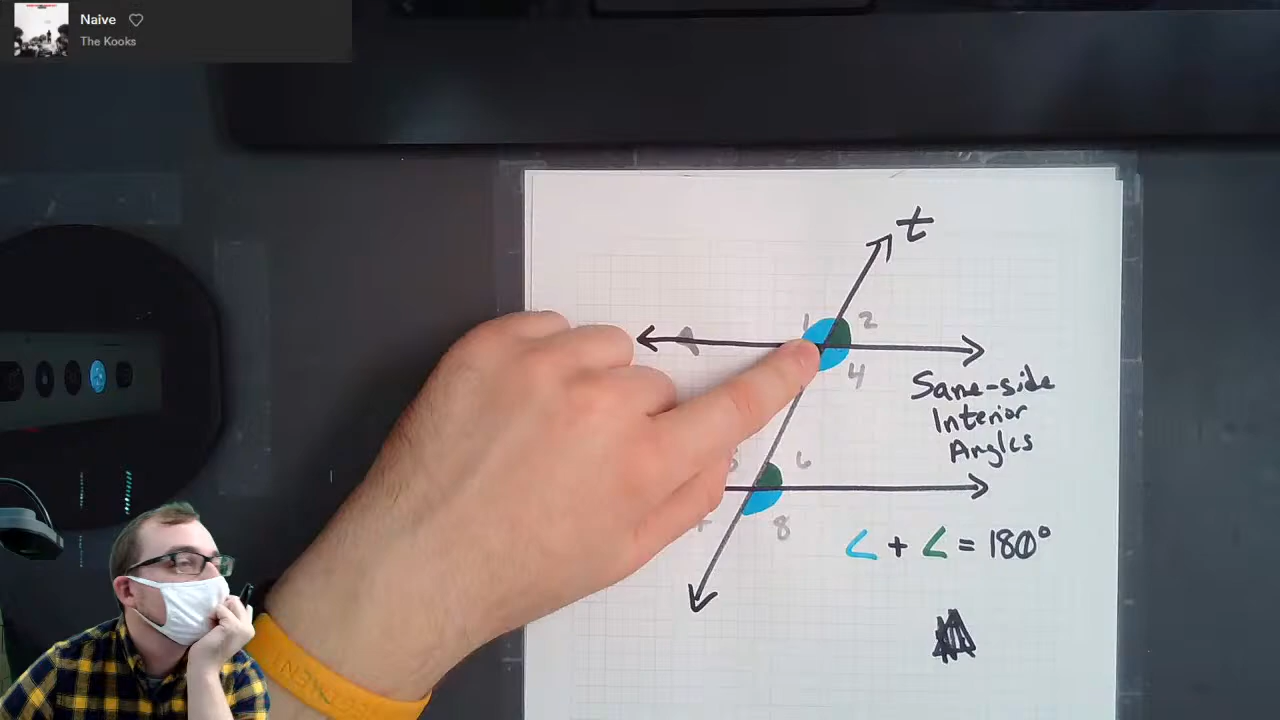 Naive
The Kooks
t
1
2
4
Same-side
Interior
Angles
6
8
∠ + ∠ = 180°